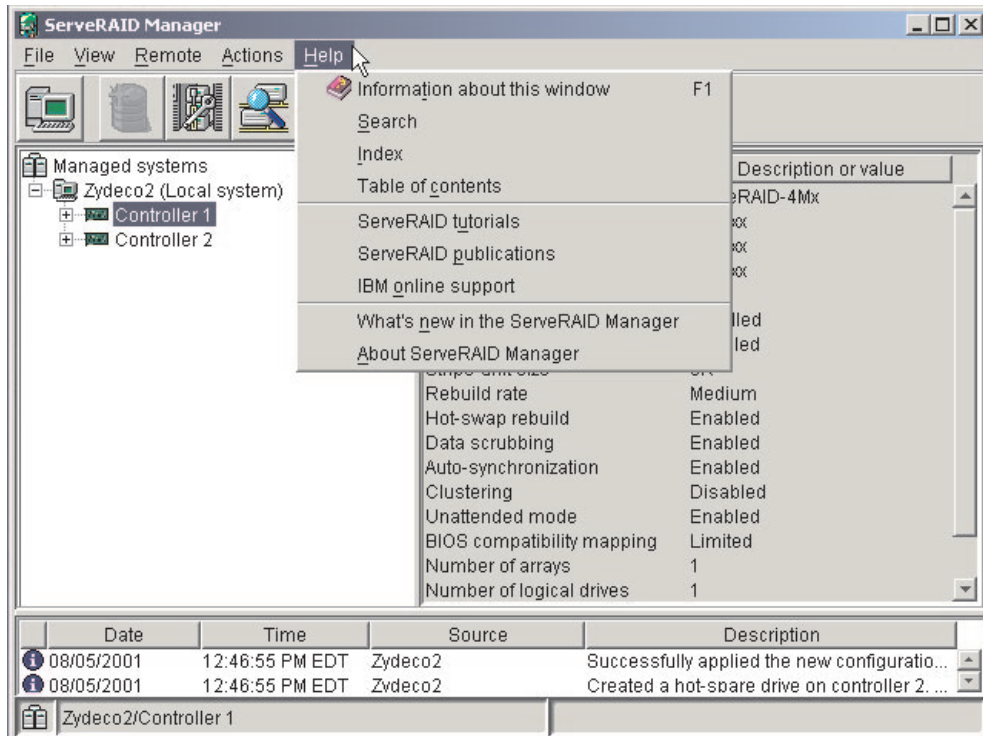 ServeRAID Manager
File View Remote Actions Help
Information about this window F1
Search
Index
Table of contents
ServeRAID tutorials
ServeRAID publications
IBM online support
What's new in the ServeRAID Manager
About ServeRAID Manager
Managed systems
Zydeco2 (Local system)
Controller 1
Controller 2
Description or value
Rebuild rate Medium
Hot-swap rebuild Enabled
Data scrubbing Enabled
Auto-synchronization Enabled
Clustering Disabled
Unattended mode Enabled
BIOS compatibility mapping Limited
Number of arrays 1
Number of logical drives 1
Date Time Source Description
08/05/2001 12:46:55 PM EDT Zydeco2 Successfully applied the new configuratio...
08/05/2001 12:46:55 PM EDT Zydeco2 Created a hot-spare drive on controller 2. ...
Zydeco2/Controller 1